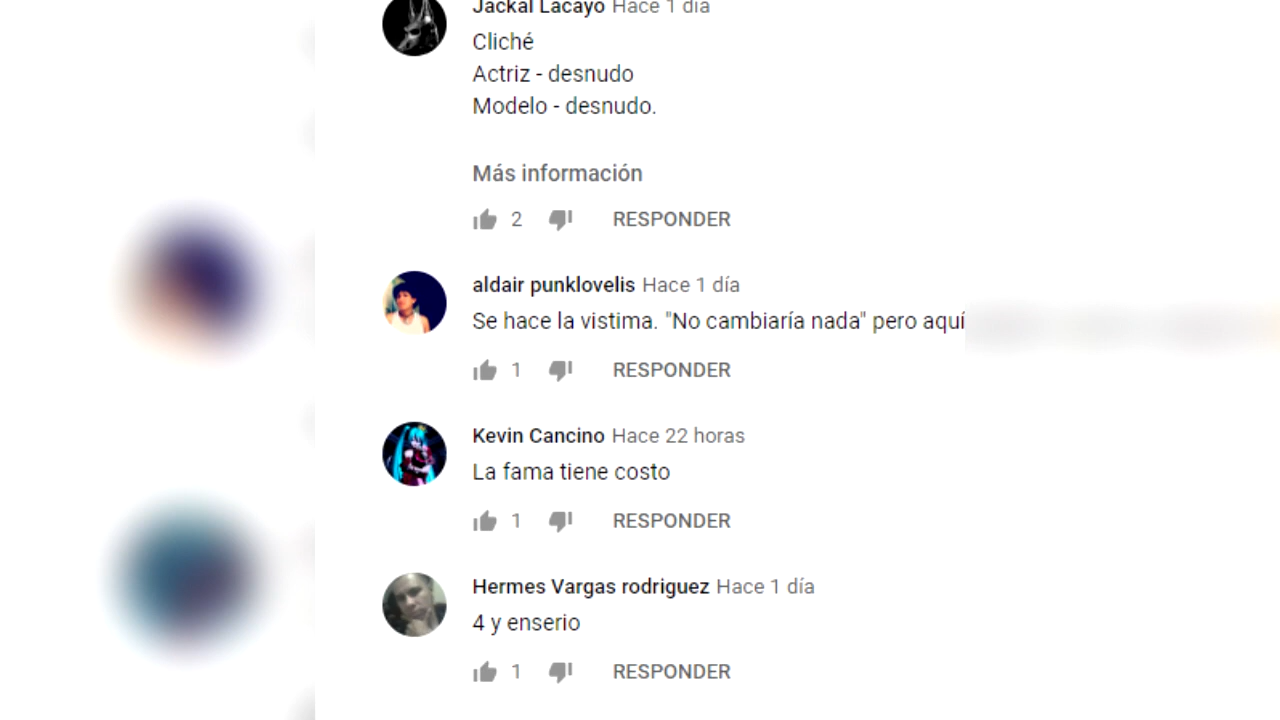 Jackal Lacayo Hace 1 día
Cliché
Actriz - desnudo
Modelo - desnudo.
Más información
2 RESPONDER
aldair punklovelis Hace 1 día
Se hace la vistima. "No cambiaría nada" pero aquí
1 RESPONDER
Kevin Cancino Hace 22 horas
La fama tiene costo
1 RESPONDER
Hermes Vargas rodriguez Hace 1 día
4 y enserio
1 RESPONDER